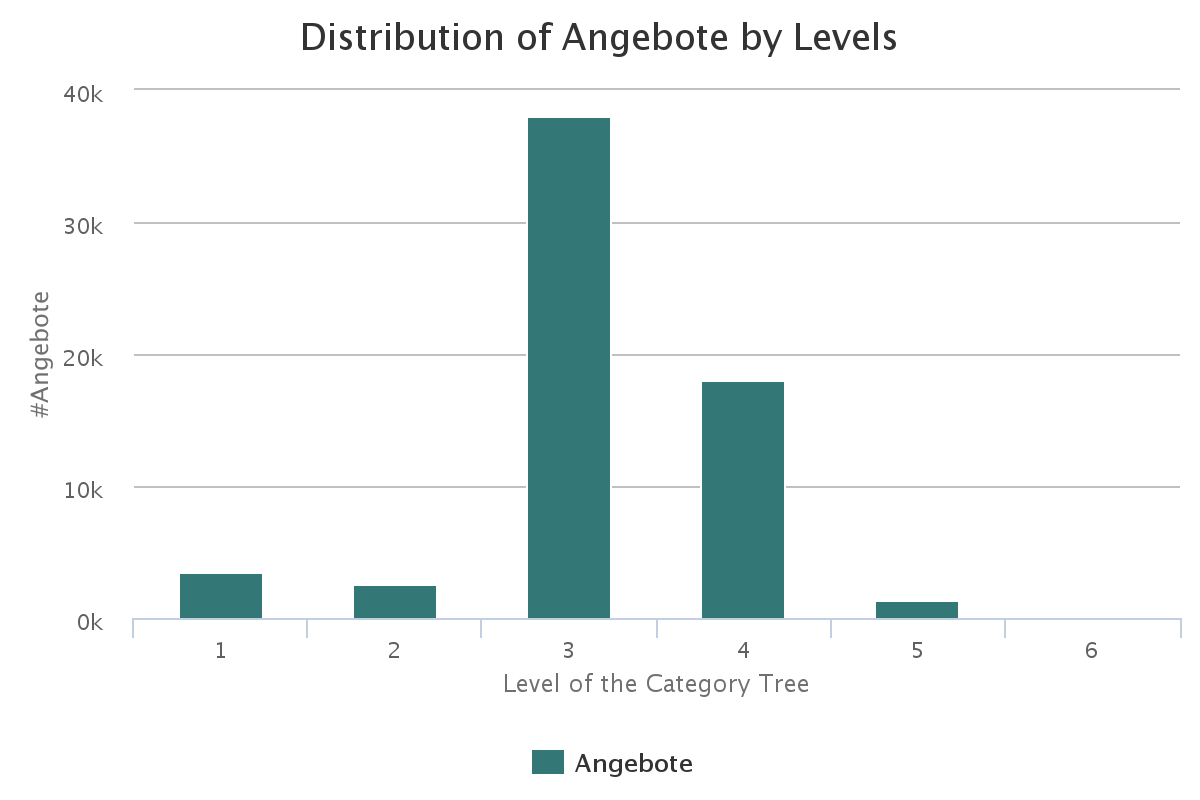 Distribution of Angebote by Levels
40k
30k
20k
10k
0k
#Angebote
1 2 3 4 5 6
Level of the Category Tree
Angebote